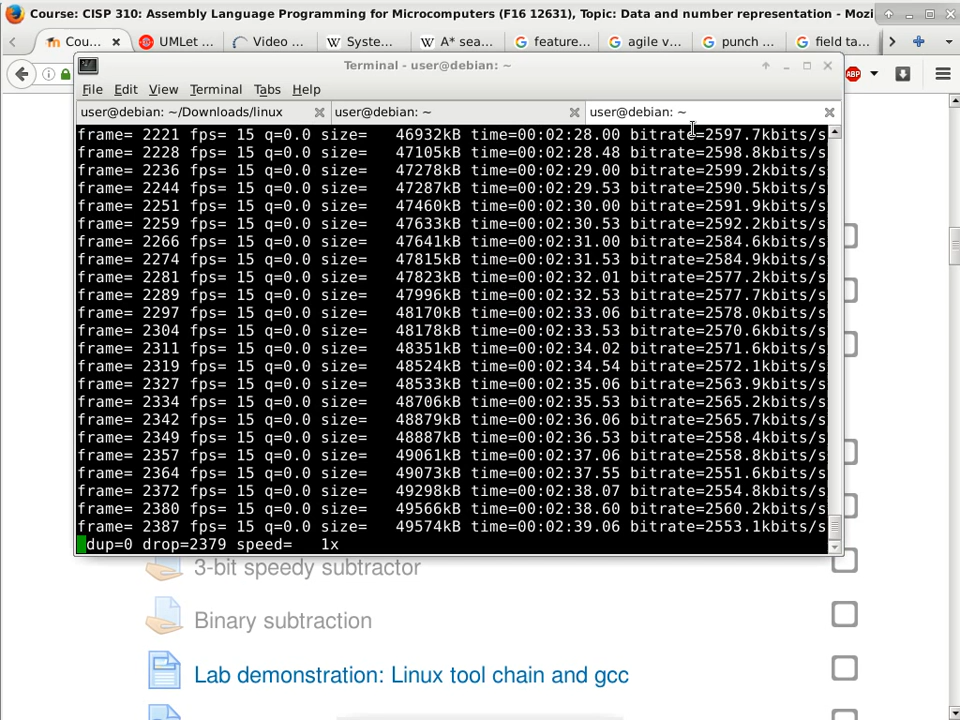 Course: CISP 310: Assembly Language Programming for Microcomputers (F16 12631), Topic: Data and number representation - Mozi
Cou...
UMLet ...
Video ...
W Syste...
W A* sea...
G feature...
G agile v...
G punch ...
G field ta...
ABP
Terminal - user@debian: ~
File Edit View Terminal Tabs Help
user@debian: ~/Downloads/linux
user@debian: ~
user@debian: ~
frame= 2221 fps= 15 q=0.0 size=   46932kB time=00:02:28.00 bitrate=2597.7kbits/s
frame= 2228 fps= 15 q=0.0 size=   47105kB time=00:02:28.48 bitrate=2598.8kbits/s
frame= 2236 fps= 15 q=0.0 size=   47278kB time=00:02:29.00 bitrate=2599.2kbits/s
frame= 2244 fps= 15 q=0.0 size=   47287kB time=00:02:29.53 bitrate=2590.5kbits/s
frame= 2251 fps= 15 q=0.0 size=   47460kB time=00:02:30.00 bitrate=2591.9kbits/s
frame= 2259 fps= 15 q=0.0 size=   47633kB time=00:02:30.53 bitrate=2592.2kbits/s
frame= 2266 fps= 15 q=0.0 size=   47641kB time=00:02:31.00 bitrate=2584.6kbits/s
frame= 2274 fps= 15 q=0.0 size=   47815kB time=00:02:31.53 bitrate=2584.9kbits/s
frame= 2281 fps= 15 q=0.0 size=   47823kB time=00:02:32.01 bitrate=2577.2kbits/s
frame= 2289 fps= 15 q=0.0 size=   47996kB time=00:02:32.53 bitrate=2577.7kbits/s
frame= 2297 fps= 15 q=0.0 size=   48170kB time=00:02:33.06 bitrate=2578.0kbits/s
frame= 2304 fps= 15 q=0.0 size=   48178kB time=00:02:33.53 bitrate=2570.6kbits/s
frame= 2311 fps= 15 q=0.0 size=   48351kB time=00:02:34.02 bitrate=2571.6kbits/s
frame= 2319 fps= 15 q=0.0 size=   48524kB time=00:02:34.54 bitrate=2572.1kbits/s
frame= 2327 fps= 15 q=0.0 size=   48533kB time=00:02:35.06 bitrate=2563.9kbits/s
frame= 2334 fps= 15 q=0.0 size=   48706kB time=00:02:35.53 bitrate=2565.2kbits/s
frame= 2342 fps= 15 q=0.0 size=   48879kB time=00:02:36.06 bitrate=2565.7kbits/s
frame= 2349 fps= 15 q=0.0 size=   48887kB time=00:02:36.53 bitrate=2558.4kbits/s
frame= 2357 fps= 15 q=0.0 size=   49061kB time=00:02:37.06 bitrate=2558.8kbits/s
frame= 2364 fps= 15 q=0.0 size=   49073kB time=00:02:37.55 bitrate=2551.6kbits/s
frame= 2372 fps= 15 q=0.0 size=   49298kB time=00:02:38.07 bitrate=2554.8kbits/s
frame= 2380 fps= 15 q=0.0 size=   49566kB time=00:02:38.60 bitrate=2560.2kbits/s
frame= 2387 fps= 15 q=0.0 size=   49574kB time=00:02:39.06 bitrate=2553.1kbits/s
dup=0 drop=2379 speed=   1x
3-bit speedy subtractor
Binary subtraction
Lab demonstration: Linux tool chain and gcc